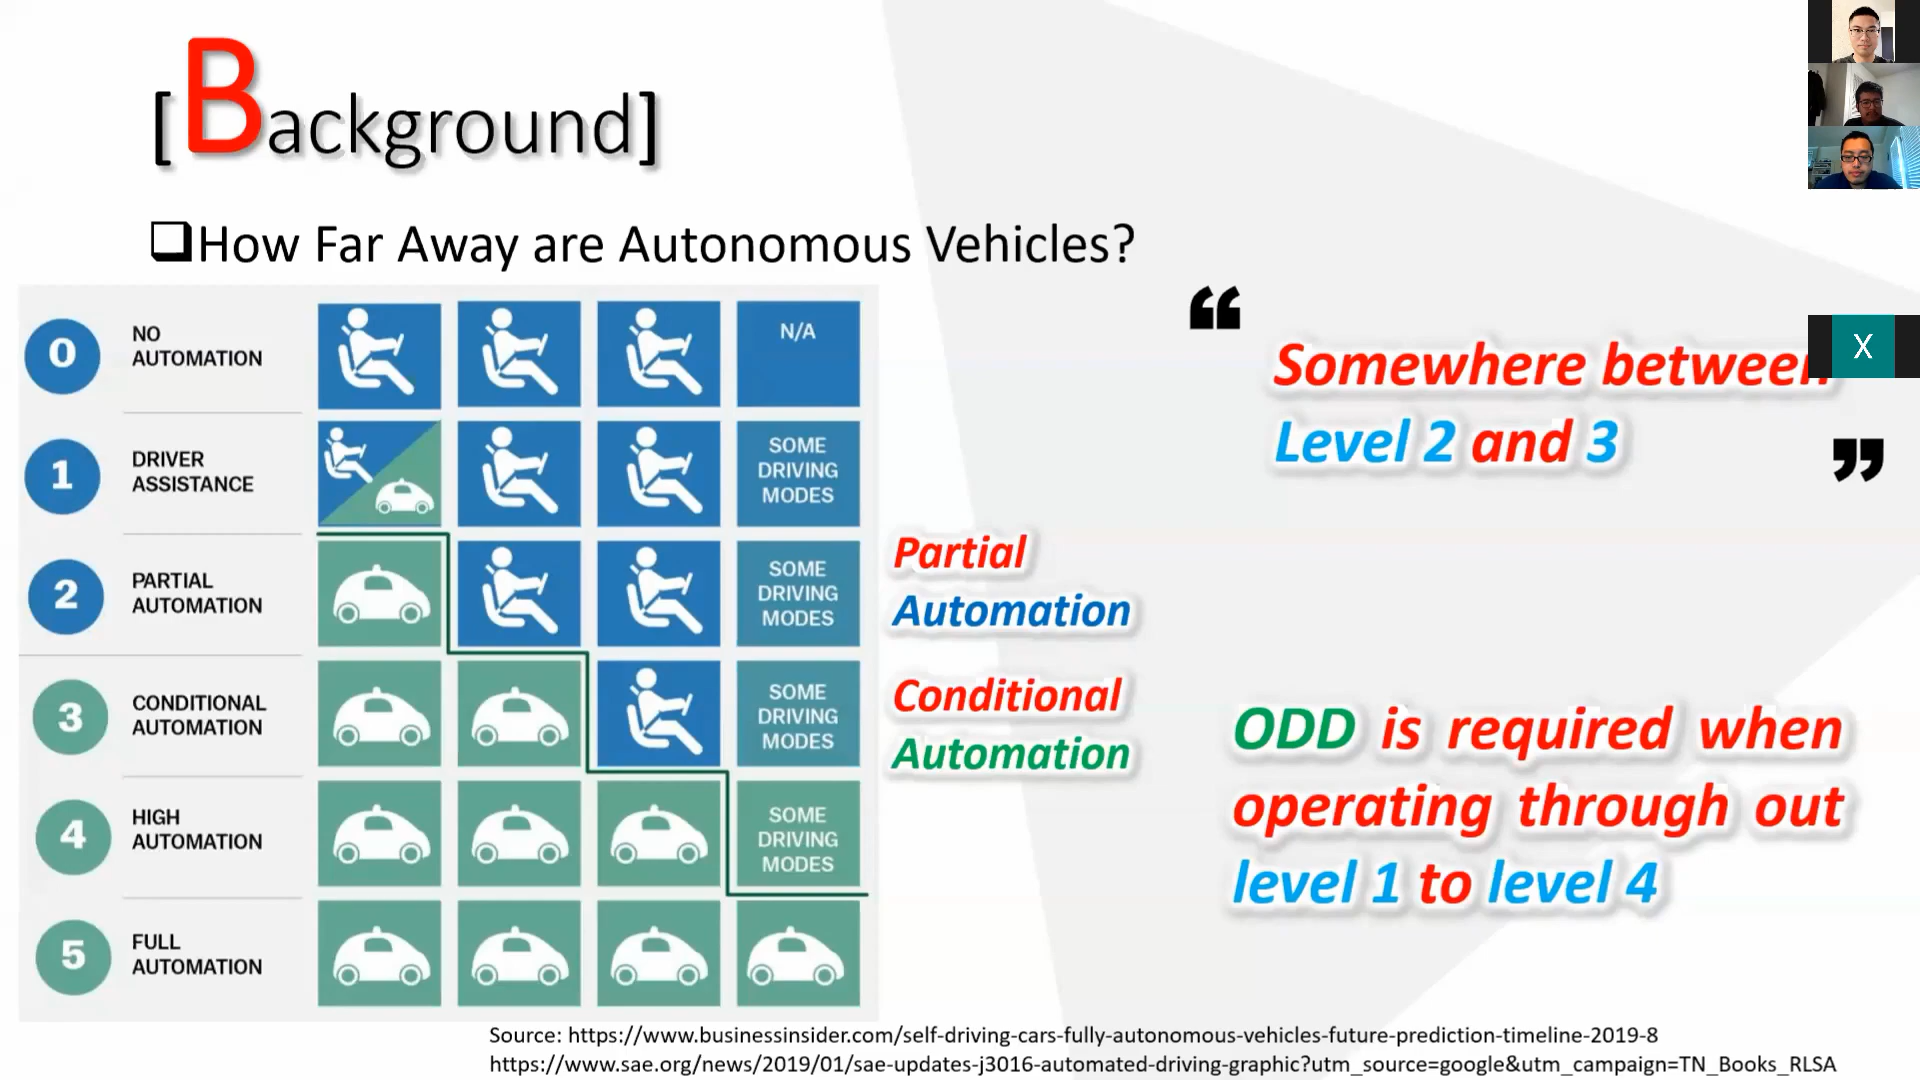 [Background]
❑How Far Away are Autonomous Vehicles?
0
NO
AUTOMATION
N/A
1
DRIVER
ASSISTANCE
SOME
DRIVING
MODES
2
PARTIAL
AUTOMATION
SOME
DRIVING
MODES
3
CONDITIONAL
AUTOMATION
SOME
DRIVING
MODES
4
HIGH
AUTOMATION
SOME
DRIVING
MODES
5
FULL
AUTOMATION
Partial
Automation
Conditional
Automation
“
Somewhere between
Level 2 and 3
”
X
ODD is required when
operating through out
level 1 to level 4
Source: https://www.businessinsider.com/self-driving-cars-fully-autonomous-vehicles-future-prediction-timeline-2019-8
https://www.sae.org/news/2019/01/sae-updates-j3016-automated-driving-graphic?utm_source=google&utm_campaign=TN_Books_RLSA